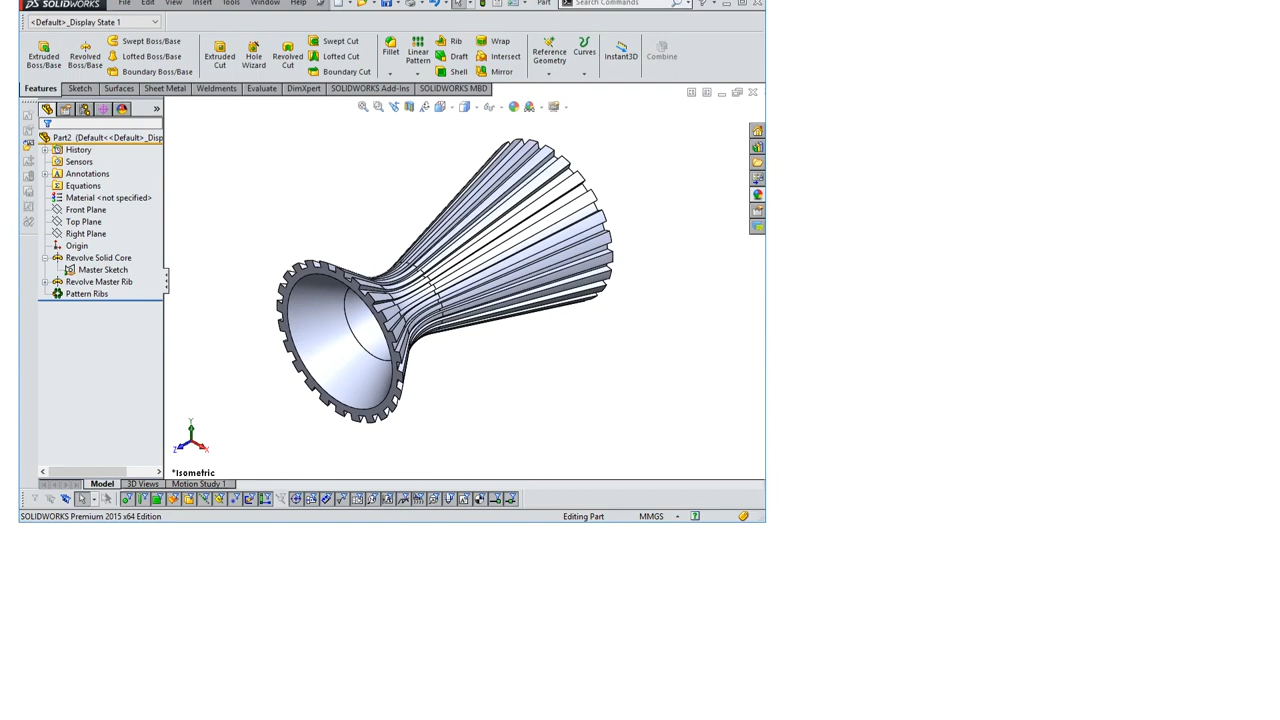 SOLIDWORKS File Edit View Insert Tools Window Help Part Search Commands
<Default>_Display State 1
Extruded Boss/Base
Revolved Boss/Base
Swept Boss/Base
Lofted Boss/Base
Boundary Boss/Base
Extruded Cut
Hole Wizard
Revolved Cut
Swept Cut
Lofted Cut
Boundary Cut
Fillet
Linear Pattern
Rib
Draft
Shell
Wrap
Intersect
Mirror
Reference Geometry
Curves
Instant3D
Combine
Features Sketch Surfaces Sheet Metal Weldments Evaluate DimXpert SOLIDWORKS Add-Ins SOLIDWORKS MBD
Part2 (Default<<Default>_Disp
History
Sensors
Annotations
Equations
Material <not specified>
Front Plane
Top Plane
Right Plane
Origin
Revolve Solid Core
Master Sketch
Revolve Master Rib
Pattern Ribs
Y
Z X
*Isometric
Model 3D Views Motion Study 1
SOLIDWORKS Premium 2015 x64 Edition Editing Part MMGS